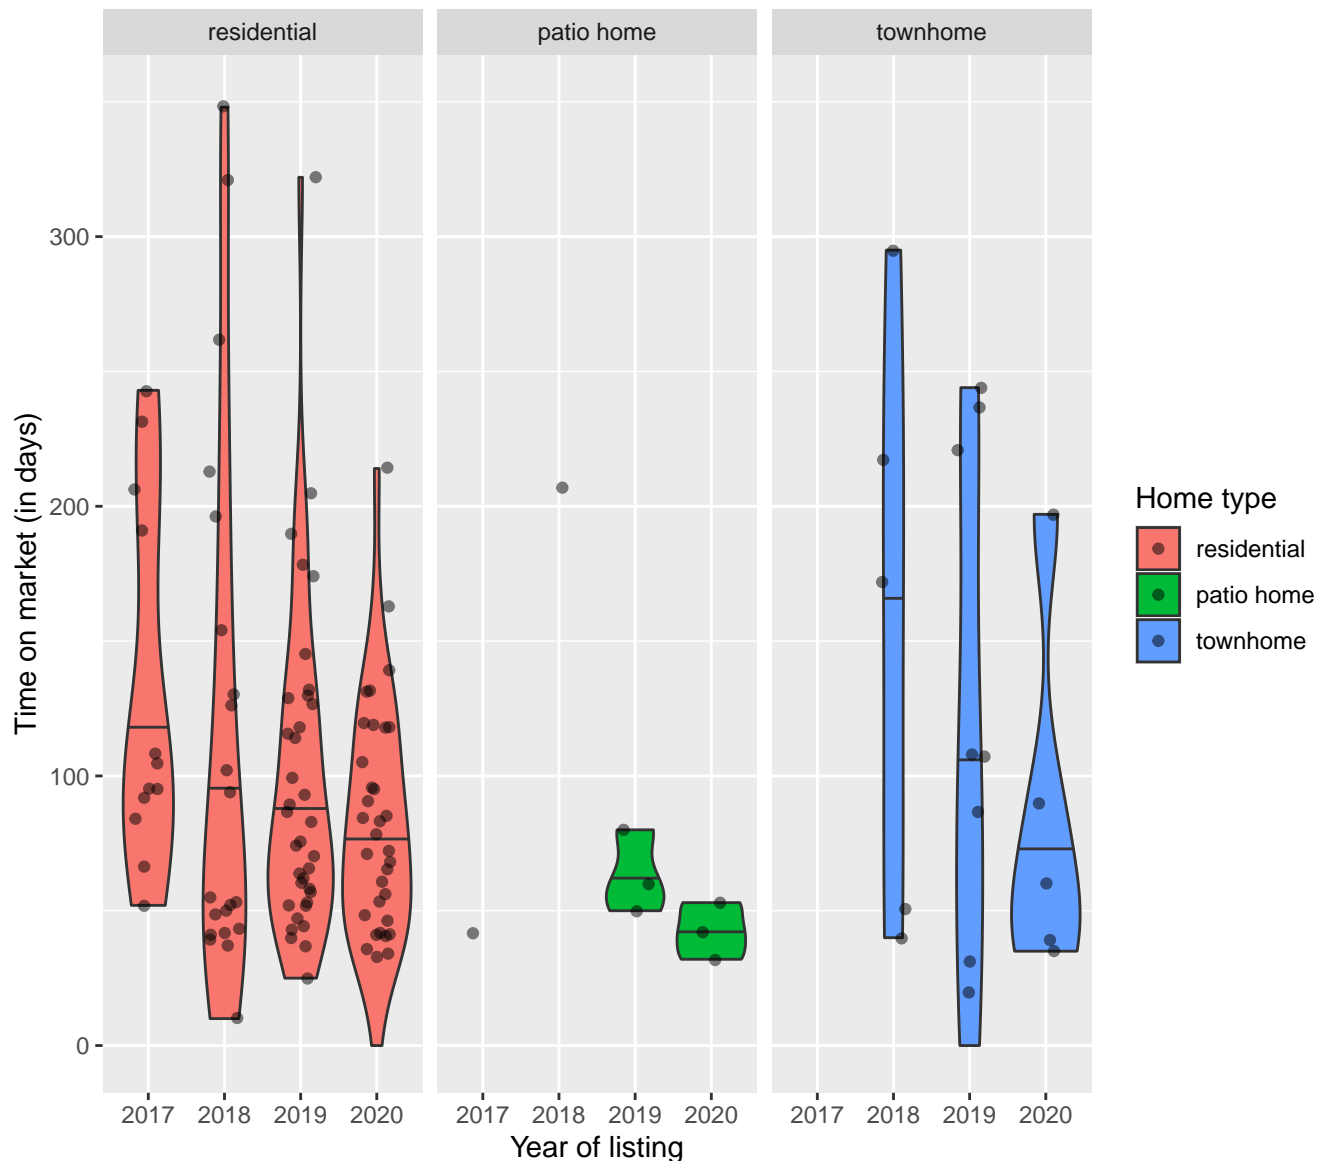 residential
patio home
townhome
Time on market (in days)
300
200
100
0
2017 2018 2019 2020
2017 2018 2019 2020
2017 2018 2019 2020
Year of listing
Home type
residential
patio home
townhome